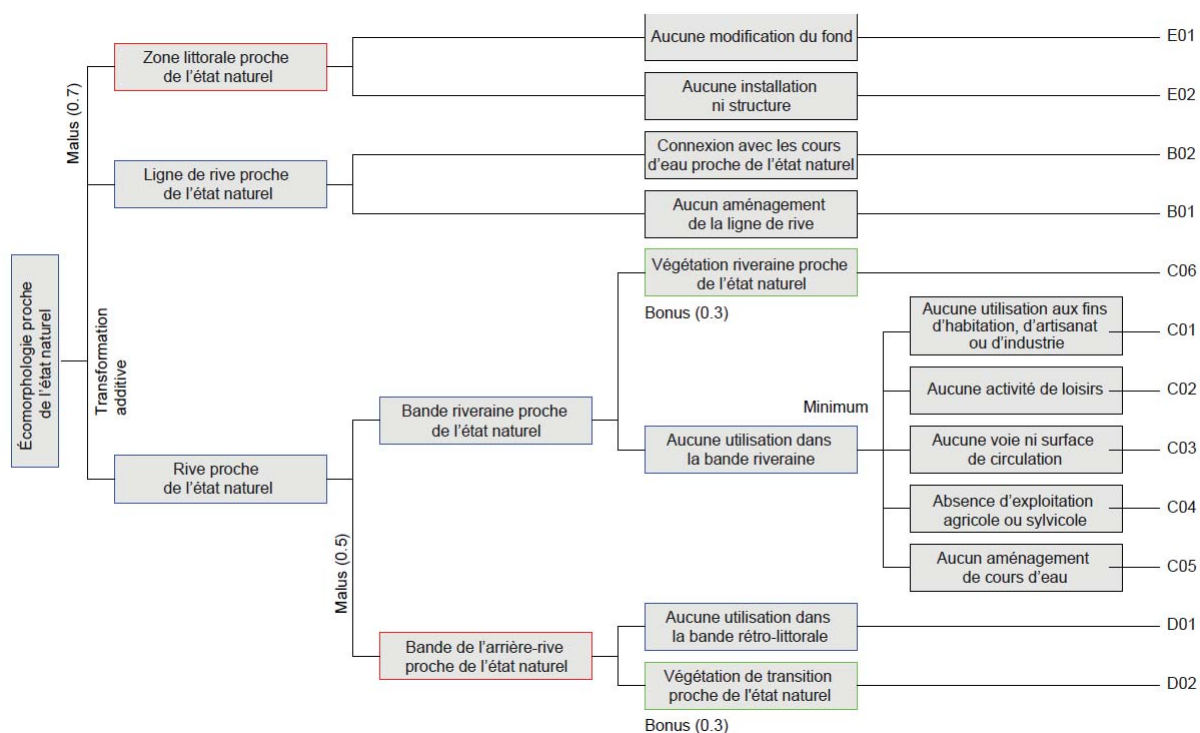 Aucune modification du fond
E01
Zone littorale proche
de l'état naturel
Malus (0.7)
Aucune installation
ni structure
E02
Connexion avec les cours
d'eau proche de l'état naturel
B02
Ligne de rive proche
de l'état naturel
Aucun aménagement
de la ligne de rive
B01
Végétation riveraine proche
de l'état naturel
C06
Bonus (0.3)
Écomorphologie proche
de l'état naturel
Transformation
additive
Aucune utilisation aux fins
d'habitation, d'artisanat
ou d'industrie
C01
Aucune activité de loisirs
C02
Bande riveraine proche
de l'état naturel
Minimum
Aucune utilisation dans
la bande riveraine
Aucune voie ni surface
de circulation
C03
Rive proche
de l'état naturel
Absence d'exploitation
agricole ou sylvicole
C04
Malus (0.5)
Aucun aménagement
de cours d'eau
C05
Aucune utilisation dans
la bande rétro-littorale
D01
Bande de l'arrière-rive
proche de l'état naturel
Végétation de transition
proche de l'état naturel
D02
Bonus (0.3)